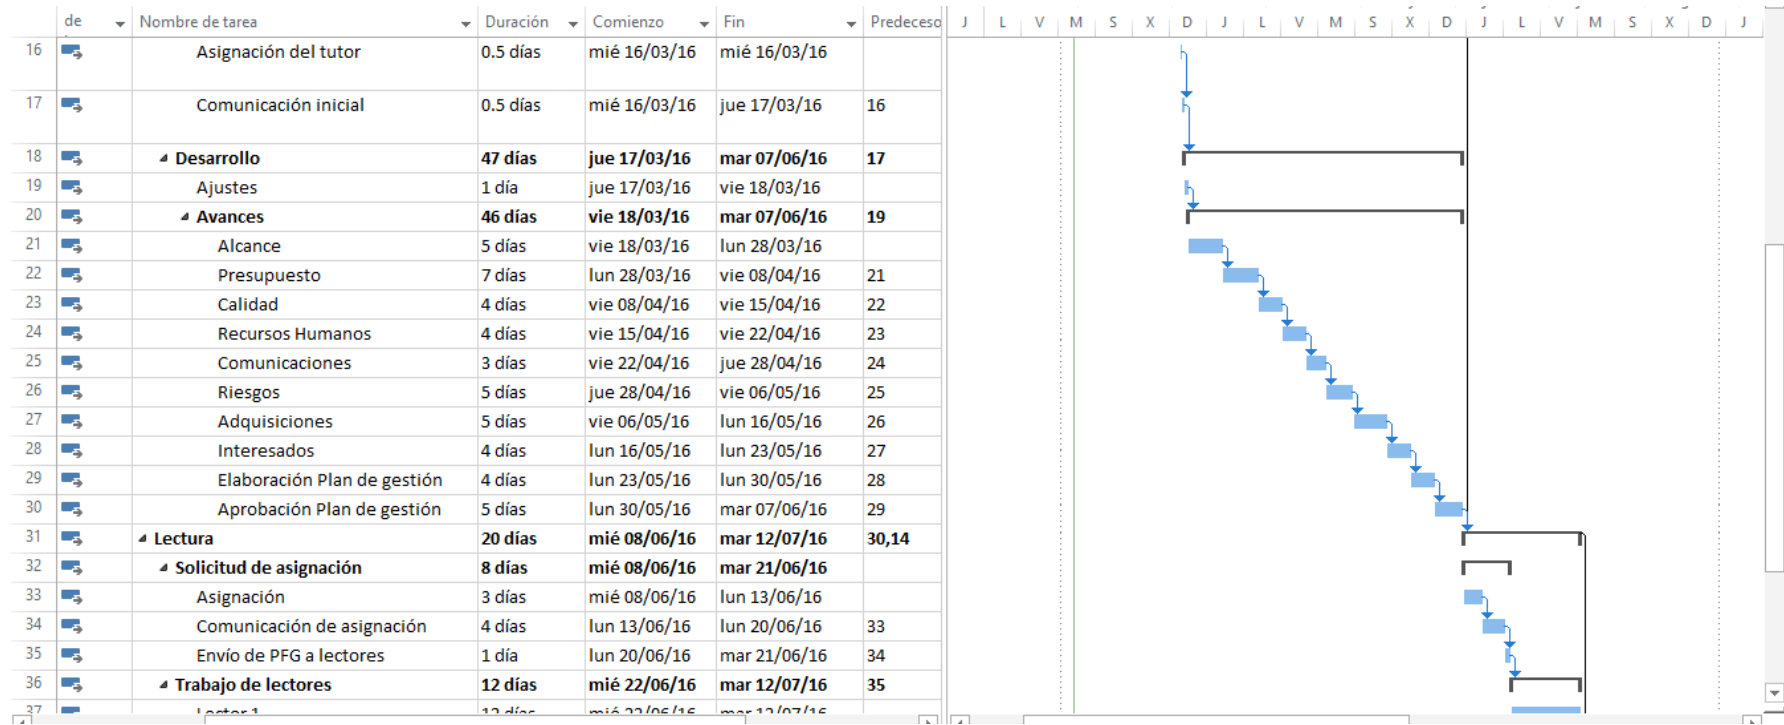 de Nombre de tarea Duración Comienzo Fin Predeceso J L V M S X D J L V M S X D J L V M S X D J
16 Asignación del tutor 0.5 días mié 16/03/16 mié 16/03/16
17 Comunicación inicial 0.5 días mié 16/03/16 jue 17/03/16 16
18 Desarrollo 47 días jue 17/03/16 mar 07/06/16 17
19 Ajustes 1 día jue 17/03/16 vie 18/03/16
20 Avances 46 días vie 18/03/16 mar 07/06/16 19
21 Alcance 5 días vie 18/03/16 lun 28/03/16
22 Presupuesto 7 días lun 28/03/16 vie 08/04/16 21
23 Calidad 4 días vie 08/04/16 vie 15/04/16 22
24 Recursos Humanos 4 días vie 15/04/16 vie 22/04/16 23
25 Comunicaciones 3 días vie 22/04/16 jue 28/04/16 24
26 Riesgos 5 días jue 28/04/16 vie 06/05/16 25
27 Adquisiciones 5 días vie 06/05/16 lun 16/05/16 26
28 Interesados 4 días lun 16/05/16 lun 23/05/16 27
29 Elaboración Plan de gestión 4 días lun 23/05/16 lun 30/05/16 28
30 Aprobación Plan de gestión 5 días lun 30/05/16 mar 07/06/16 29
31 Lectura 20 días mié 08/06/16 mar 12/07/16 30,14
32 Solicitud de asignación 8 días mié 08/06/16 mar 21/06/16
33 Asignación 3 días mié 08/06/16 lun 13/06/16
34 Comunicación de asignación 4 días lun 13/06/16 lun 20/06/16 33
35 Envío de PFG a lectores 1 día lun 20/06/16 mar 21/06/16 34
36 Trabajo de lectores 12 días mié 22/06/16 mar 12/07/16 35
37 Lector 1 12 días mié 22/06/16 mar 12/07/16